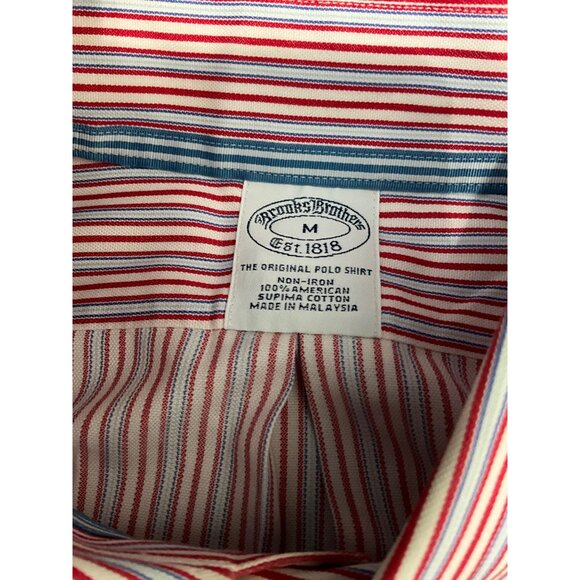 Brooks Brothers
M
Est. 1818
THE ORIGINAL POLO SHIRT
NON-IRON
100% AMERICAN
SUPIMA COTTON
MADE IN MALAYSIA